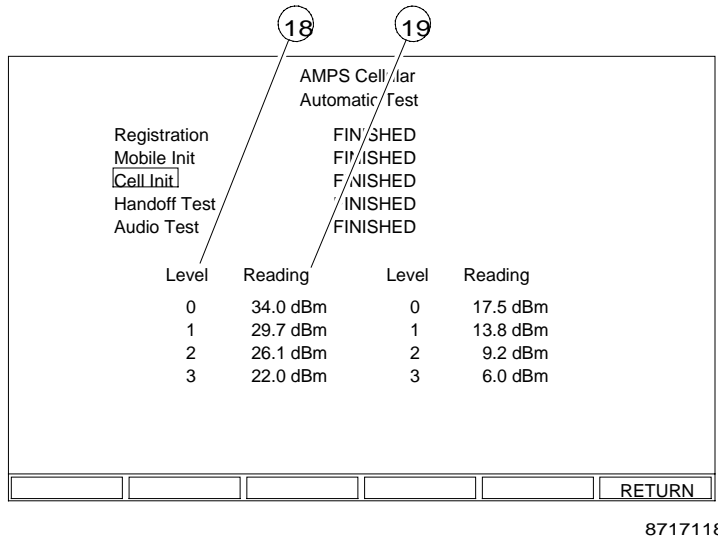 18 19
AMPS Cellular
Automatic Test
Registration FINISHED
Mobile Init FINISHED
Cell Init FINISHED
Handoff Test FINISHED
Audio Test FINISHED
Level Reading Level Reading
0 34.0 dBm 0 17.5 dBm
1 29.7 dBm 1 13.8 dBm
2 26.1 dBm 2 9.2 dBm
3 22.0 dBm 3 6.0 dBm
RETURN
8717118